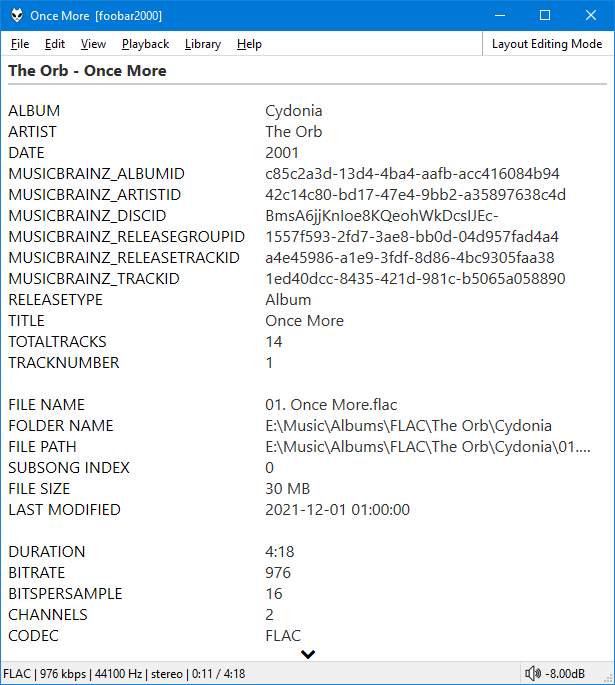 Once More [foobar2000]
File Edit View Playback Library Help Layout Editing Mode
The Orb - Once More
ALBUM Cydonia
ARTIST The Orb
DATE 2001
MUSICBRAINZ_ALBUMID c85c2a3d-13d4-4ba4-aafb-acc416084b94
MUSICBRAINZ_ARTISTID 42c14c80-bd17-47e4-9bb2-a35897638c4d
MUSICBRAINZ_DISCID BmsA6jjKnIoe8KQeohWkDcsIJEc-
MUSICBRAINZ_RELEASEGROUPID 1557f593-2fd7-3ae8-bb0d-04d957fad4a4
MUSICBRAINZ_RELEASETRACKID a4e45986-a1e9-3fdf-8d86-4bc9305faa38
MUSICBRAINZ_TRACKID 1ed40dcc-8435-421d-981c-b5065a058890
RELEASETYPE Album
TITLE Once More
TOTALTRACKS 14
TRACKNUMBER 1
FILE NAME 01. Once More.flac
FOLDER NAME E:\Music\Albums\FLAC\The Orb\Cydonia
FILE PATH E:\Music\Albums\FLAC\The Orb\Cydonia\01....
SUBSONG INDEX 0
FILE SIZE 30 MB
LAST MODIFIED 2021-12-01 01:00:00
DURATION 4:18
BITRATE 976
BITSPERSAMPLE 16
CHANNELS 2
CODEC FLAC
FLAC | 976 kbps | 44100 Hz | stereo | 0:11 / 4:18 -8.00dB